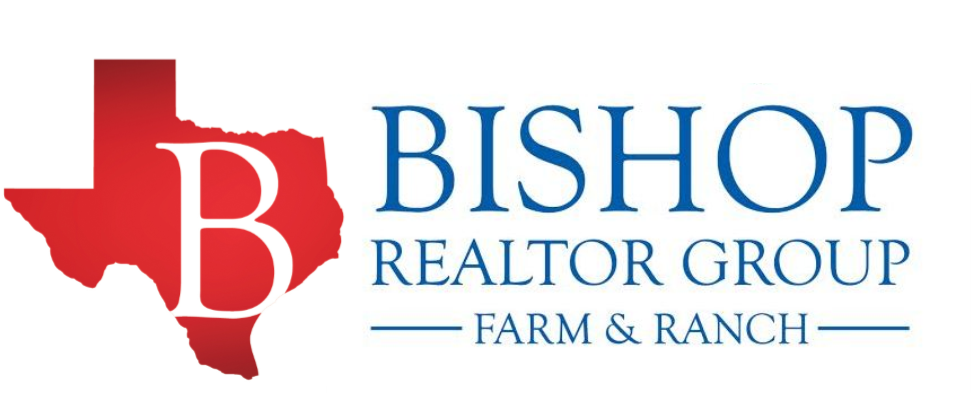 B
BISHOP
REALTOR GROUP
FARM & RANCH